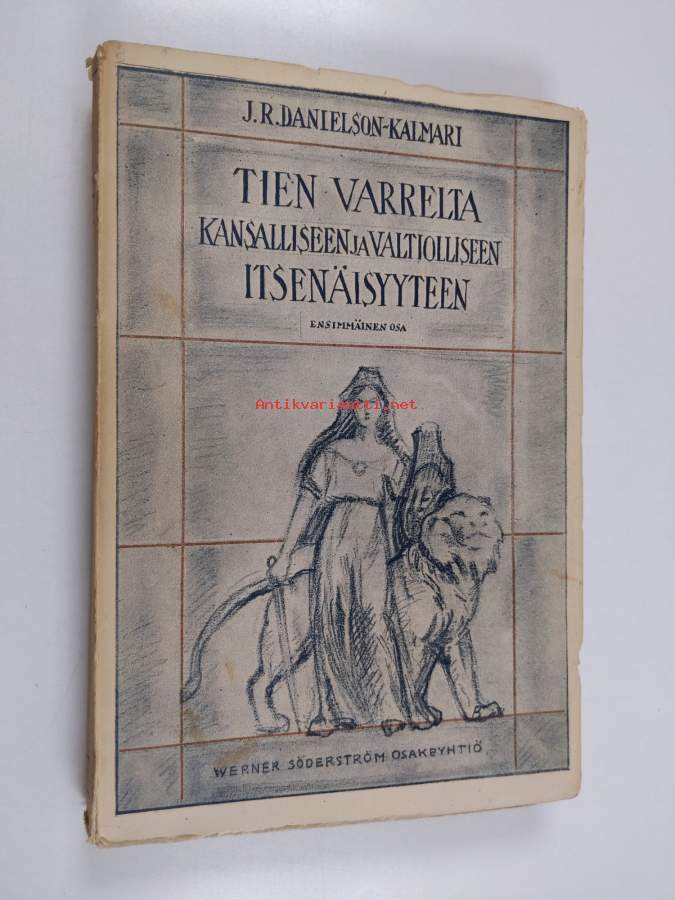 J.R.DANIELSON-KALMARI
TIEN VARRELTA
KANSALLISEEN JA VALTIOLLISEEN
ITSENÄISYYTEEN
ENSIMMÄINEN OSA
Antikvariaatti.net
WERNER SÖDERSTRÖM OSAKEYHTIÖ